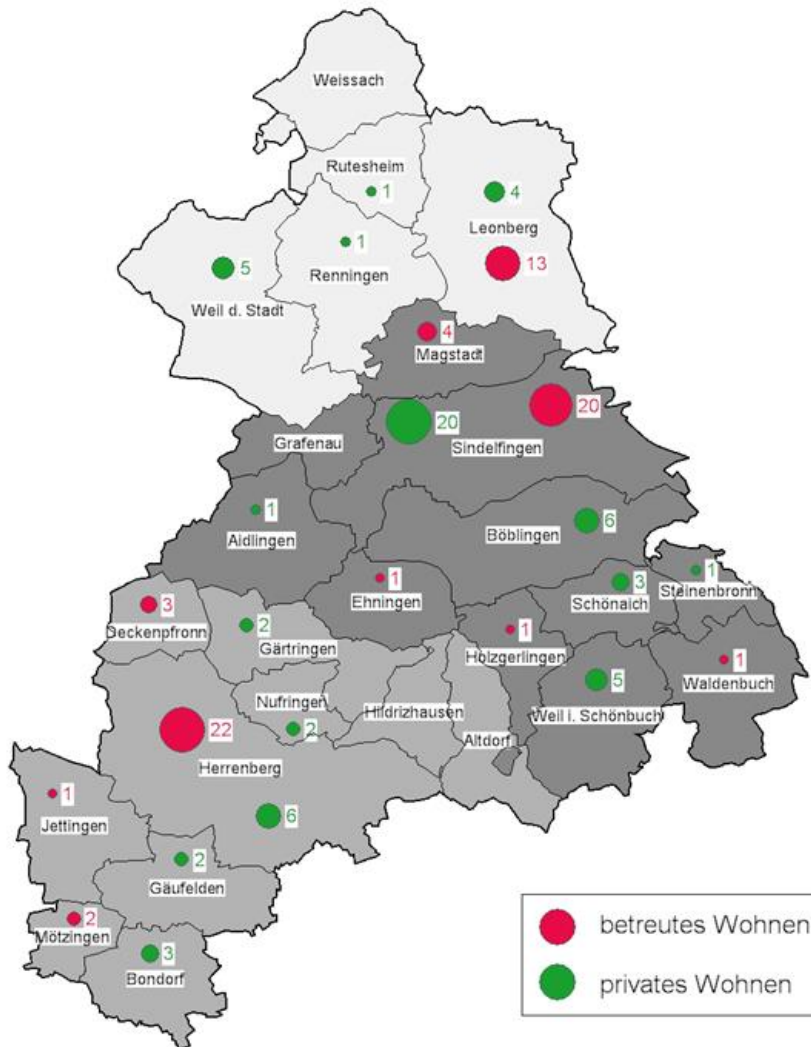 Weissach
Rutesheim
1
4
Leonberg
1
Renningen
5
13
Weil d. Stadt
4
Magstadt
20
20
Grafenau
Sindelfingen
1
Aidlingen
6
Böblingen
1
Ehningen
3
Schönaich
1
Steinenbronn
3
Deckenpfronn
2
Gärtringen
1
Holzgerlingen
1
Waldenbuch
5
Weil i. Schönbuch
Nufringen
2
Hildrizhausen
Altdorf
22
Herrenberg
1
Jettingen
6
2
Gäufelden
2
Mötzingen
3
Bondorf
betreutes Wohnen
privates Wohnen